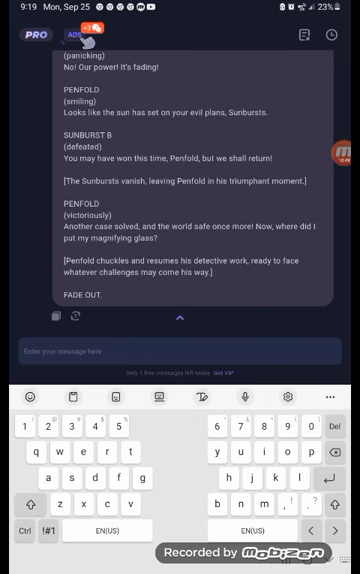 9:19 Mon, Sep 25
23%
PRO
ADS
+3
(panicking)
No! Our power! It's fading!
PENFOLD
(smiling)
Looks like the sun has set on your evil plans, Sunbursts.
SUNBURST B
(defeated)
You may have won this time, Penfold, but we shall return!
[The Sunbursts vanish, leaving Penfold in his triumphant moment.]
PENFOLD
(victoriously)
Another case solved, and the world safe once more! Now, where did I
put my magnifying glass?
[Penfold chuckles and resumes his detective work, ready to face
whatever challenges may come his way.]
FADE OUT.
Enter your message here
Only 1 free messages left today.
1 2 3 4 5 6 7 8 9 0 Del
q w e r t y u i o p
a s d f g h j k l
z x c v b n m , ! . ?
Ctrl !#1 EN(US) EN(US) < >
Recorded by Mobizen